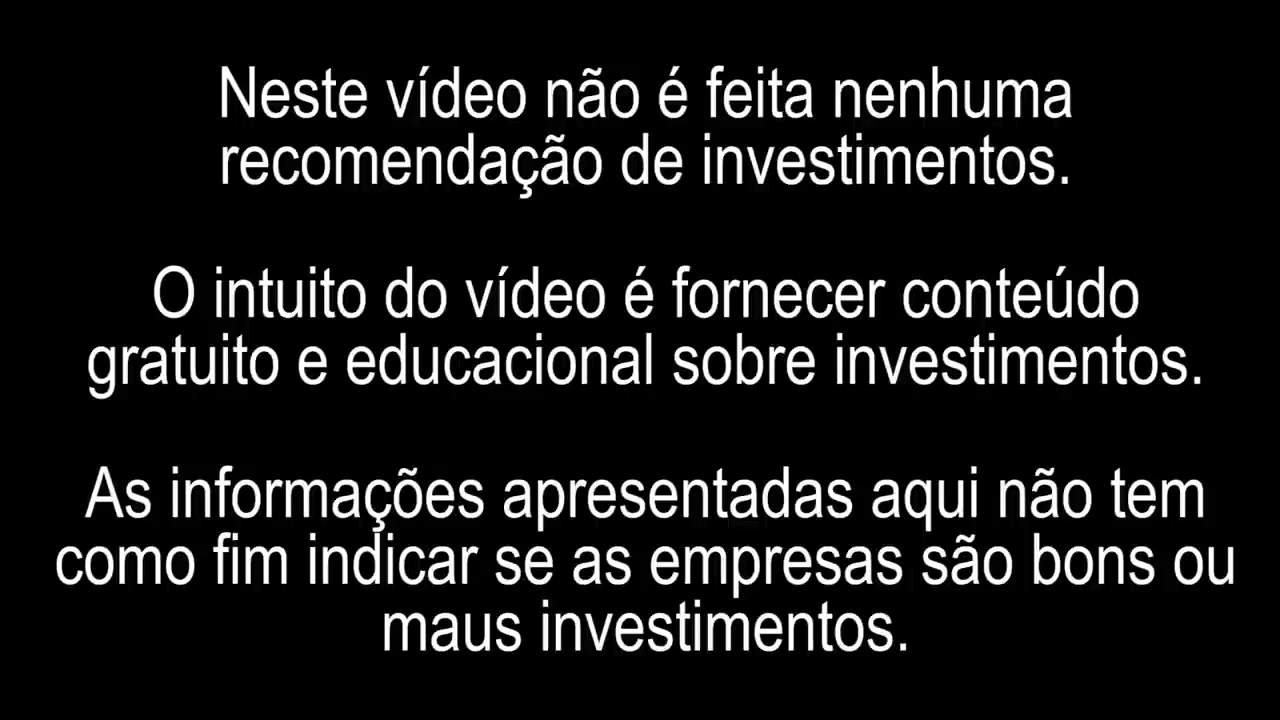 Neste vídeo não é feita nenhuma
recomendação de investimentos.
O intuito do vídeo é fornecer conteúdo
gratuito e educacional sobre investimentos.
As informações apresentadas aqui não tem
como fim indicar se as empresas são bons ou
maus investimentos.